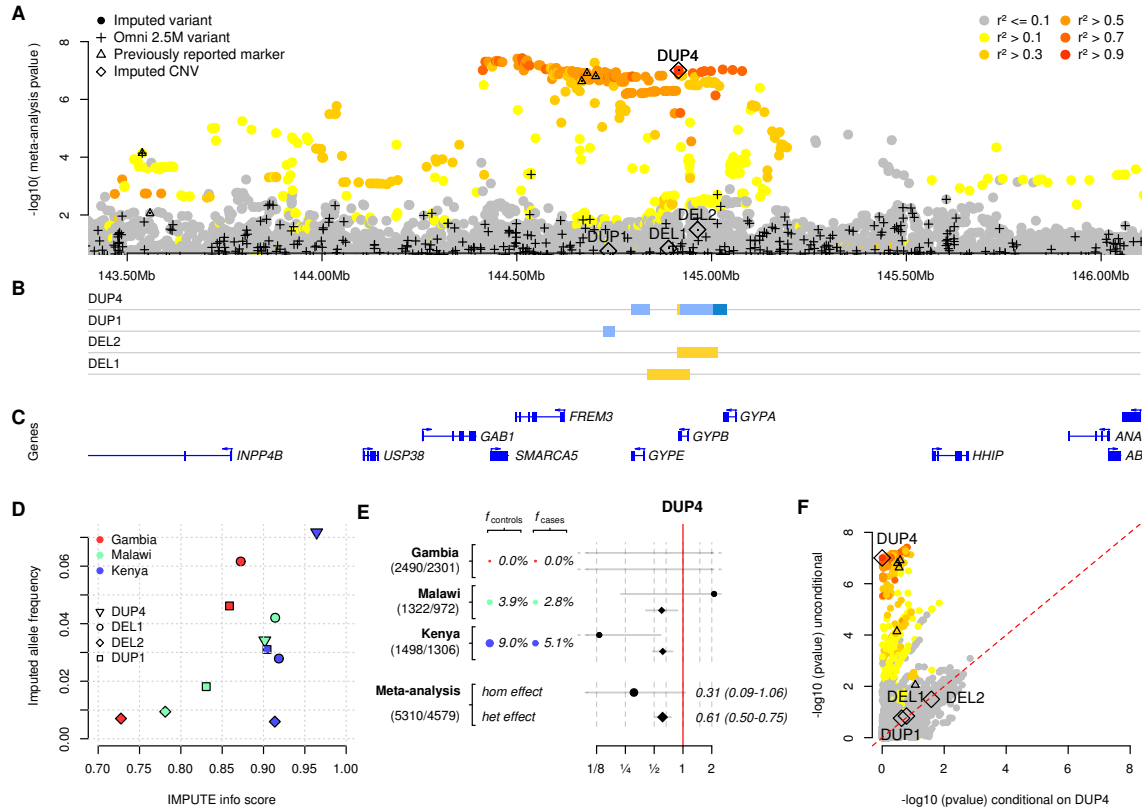 A
Imputed variant
Omni 2.5M variant
Previously reported marker
Imputed CNV
r² <= 0.1
r² > 0.1
r² > 0.3
r² > 0.5
r² > 0.7
r² > 0.9
-log10( meta-analysis pvalue )
8
6
4
2
DUP4
DEL2
DUP1
DEL1
143.50Mb 144.00Mb 144.50Mb 145.00Mb 145.50Mb 146.00Mb
B
DUP4
DUP1
DEL2
DEL1
C
Genes
FREM3 GYPA
GAB1 GYPB ANA
INPP4B USP38 SMARCA5 GYPE HHIP AB
D
Imputed allele frequency
0.06
0.04
0.02
0.00
Gambia
Malawi
Kenya
DUP4
DEL1
DEL2
DUP1
0.70 0.75 0.80 0.85 0.90 0.95 1.00
IMPUTE info score
E
DUP4
f controls f cases
Gambia
(2490/2301) 0.0% 0.0%
Malawi
(1322/972) 3.9% 2.8%
Kenya
(1498/1306) 9.0% 5.1%
Meta-analysis hom effect 0.31 (0.09-1.06)
(5310/4579) het effect 0.61 (0.50-0.75)
1/8 ¼ ½ 1 2
F
-log10 (pvalue) unconditional
8
6
4
2
0
DUP4
DEL1 DEL2
DUP1
0 2 4 6 8
-log10 (pvalue) conditional on DUP4